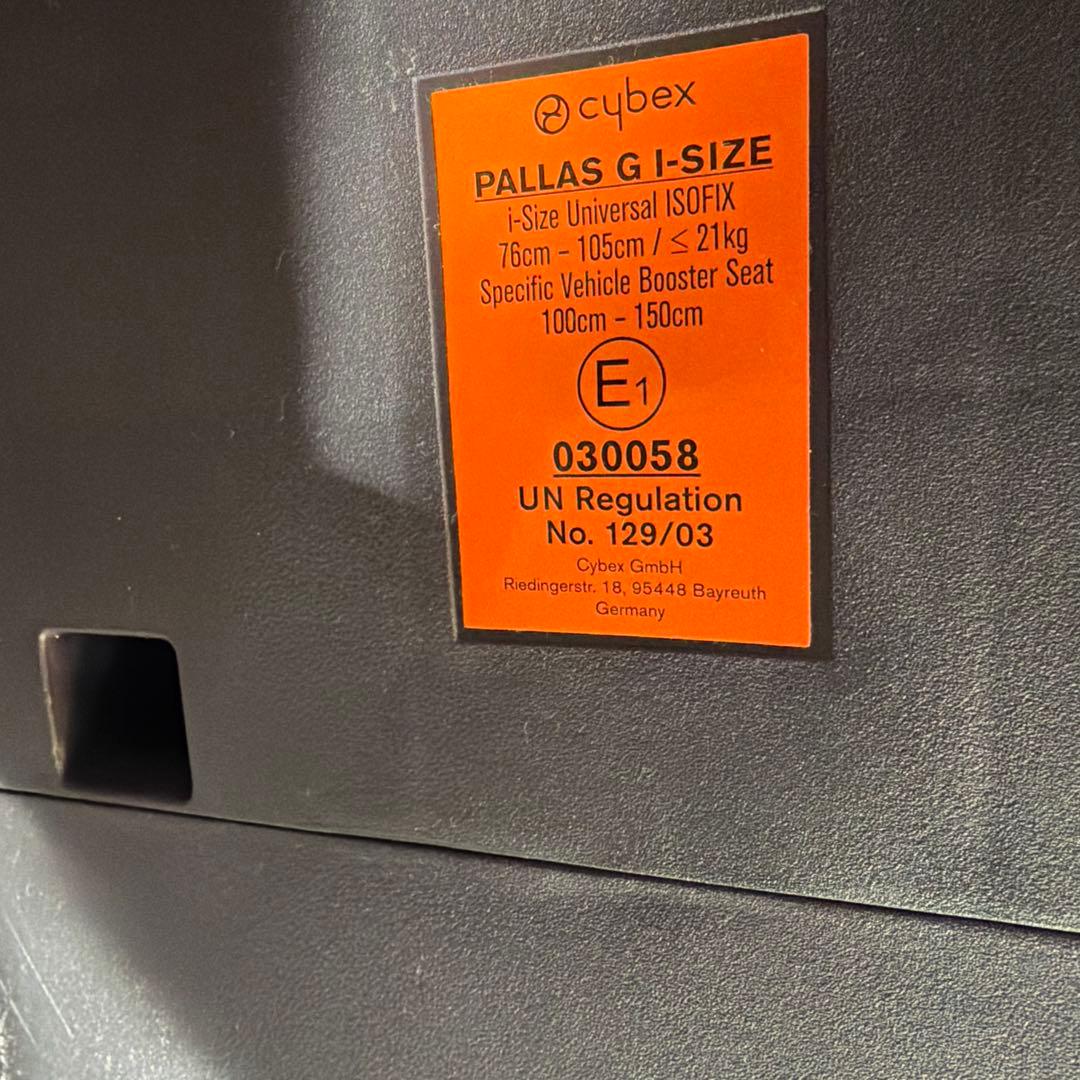 cybex
PALLAS G I-SIZE
i-Size Universal ISOFIX
76cm – 105cm / ≤ 21kg
Specific Vehicle Booster Seat
100cm – 150cm
E1
030058
UN Regulation
No. 129/03
Cybex GmbH
Riedingerstr. 18, 95448 Bayreuth
Germany